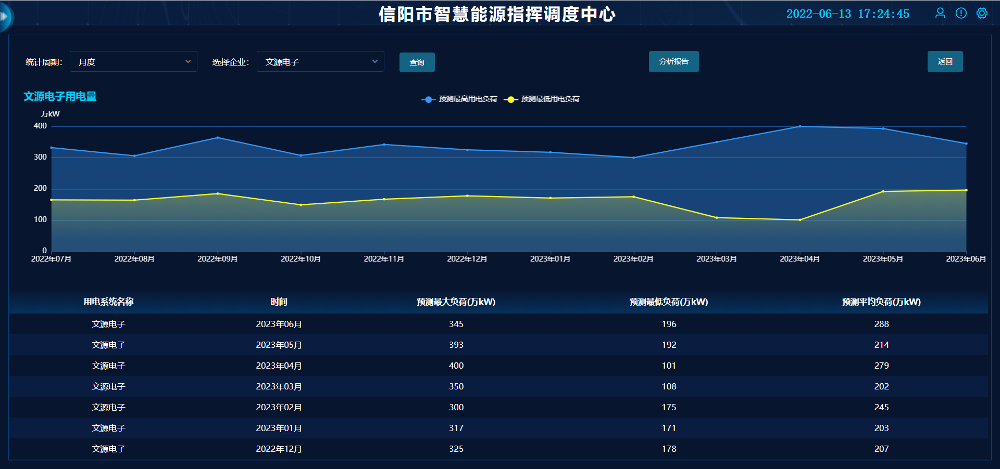 信阳市智慧能源指挥调度中心
2022-06-13 17:24:45
统计周期： 月度 选择企业： 文源电子 查询 分析报告 返回
文源电子用电量
预测最高用电负荷 预测最低用电负荷
万kW
400
300
200
100
0
2022年07月 2022年08月 2022年09月 2022年10月 2022年11月 2022年12月 2023年01月 2023年02月 2023年03月 2023年04月 2023年05月 2023年06月
用电系统名称 时间 预测最大负荷(万kW) 预测最低负荷(万kW) 预测平均负荷(万kW)
文源电子 2023年06月 345 196 288
文源电子 2023年05月 393 192 214
文源电子 2023年04月 400 101 279
文源电子 2023年03月 350 108 202
文源电子 2023年02月 300 175 245
文源电子 2023年01月 317 171 203
文源电子 2022年12月 325 178 207